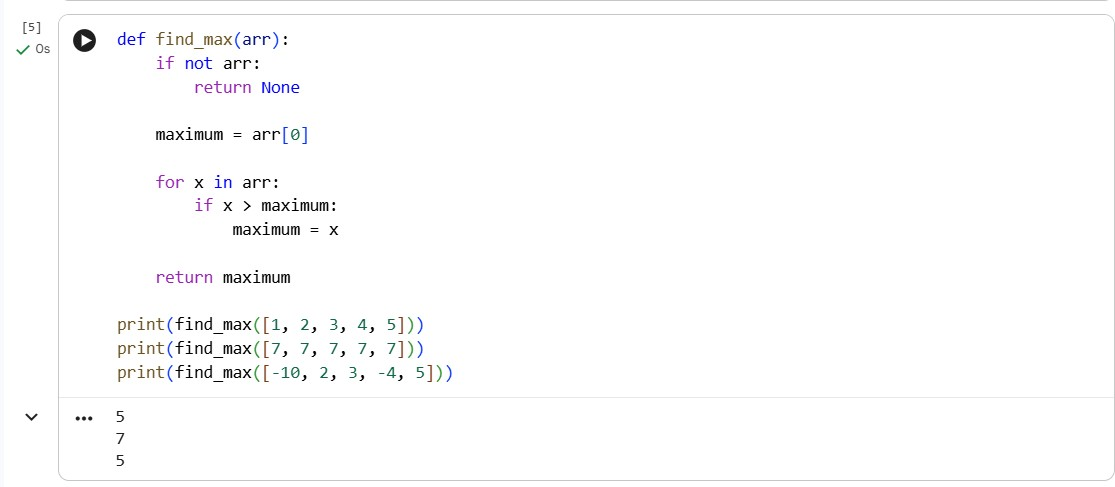 [5]
0s
def find_max(arr):
    if not arr:
        return None
    maximum = arr[0]
    for x in arr:
        if x > maximum:
            maximum = x
    return maximum
print(find_max([1, 2, 3, 4, 5]))
print(find_max([7, 7, 7, 7, 7]))
print(find_max([-10, 2, 3, -4, 5]))
5
7
5